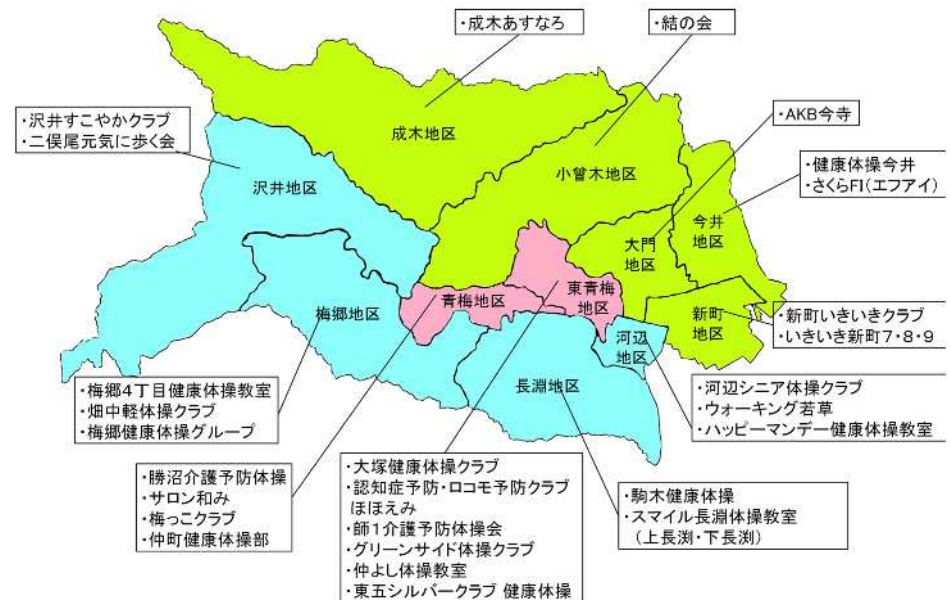 ・成木あすなろ
・結の会
・沢井すこやかクラブ
・二俣尾元気に歩く会
・AKB今寺
・健康体操今井
・さくらFI(エフアイ)
成木地区
小曾木地区
沢井地区
大門
地区
今井
地区
梅郷地区
青梅地区
東青梅
地区
新町
地区
河辺
地区
長淵地区
・新町いきいきクラブ
・いきいき新町7・8・9
・梅郷4丁目健康体操教室
・畑中軽体操クラブ
・梅郷健康体操グループ
・河辺シニア体操クラブ
・ウォーキング若草
・ハッピーマンデー健康体操教室
・勝沼介護予防体操
・サロン和み
・梅っこクラブ
・仲町健康体操部
・大塚健康体操クラブ
・認知症予防・ロコモ予防クラブ
ほほえみ
・師1介護予防体操会
・グリーンサイド体操クラブ
・仲よし体操教室
・東五シルバークラブ 健康体操
・駒木健康体操
・スマイル長淵体操教室
(上長渕・下長渕)